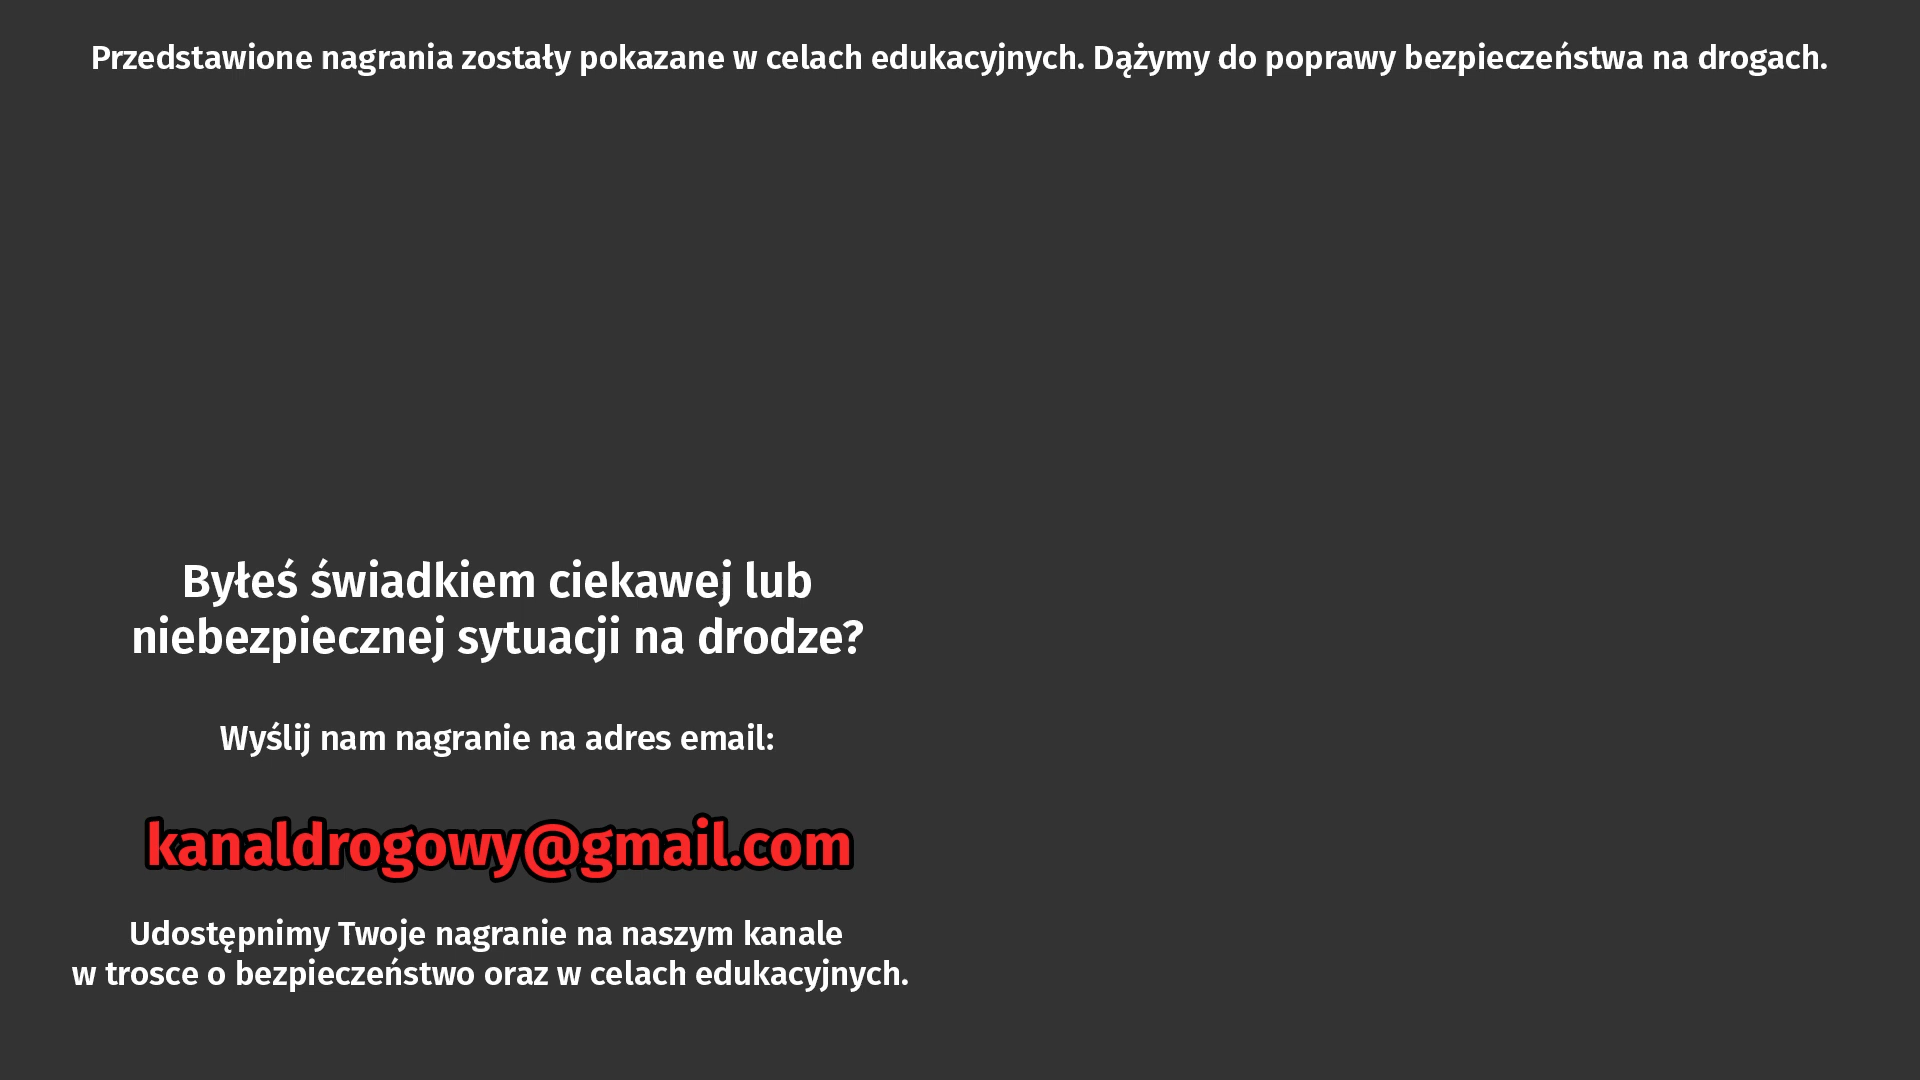 Przedstawione nagrania zostały pokazane w celach edukacyjnych. Dążymy do poprawy bezpieczeństwa na drogach.
Byłeś świadkiem ciekawej lub
niebezpiecznej sytuacji na drodze?
Wyślij nam nagranie na adres email:
kanaldrogowy@gmail.com
Udostępnimy Twoje nagranie na naszym kanale
w trosce o bezpieczeństwo oraz w celach edukacyjnych.